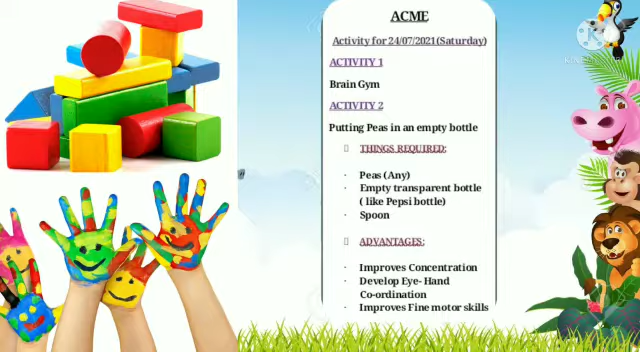 ACME
Activity for 24/07/2021(Saturday)
ACTIVITY 1
Brain Gym
ACTIVITY 2
Putting Peas in an empty bottle
THINGS REQUIRED:
· Peas (Any)
· Empty transparent bottle
( like Pepsi bottle)
· Spoon
ADVANTAGES:
· Improves Concentration
· Develop Eye- Hand
Co-ordination
· Improves Fine motor skills